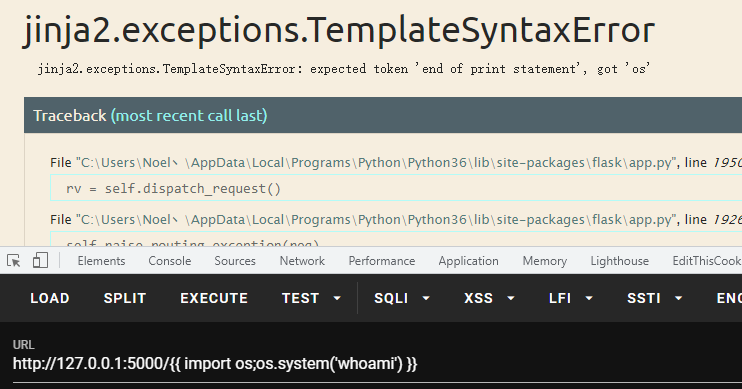 jinja2.exceptions.TemplateSyntaxError
jinja2.exceptions.TemplateSyntaxError: expected token 'end of print statement', got 'os'
Traceback (most recent call last)
File "C:\Users\Noel丶\AppData\Local\Programs\Python\Python36\lib\site-packages\flask\app.py", line 1950
rv = self.dispatch_request()
File "C:\Users\Noel丶\AppData\Local\Programs\Python\Python36\lib\site-packages\flask\app.py", line 1926
self.raise_routing_exception(req)
Elements Console Sources Network Performance Application Memory Lighthouse EditThisCook
LOAD SPLIT EXECUTE TEST SQLI XSS LFI SSTI ENC
URL
http://127.0.0.1:5000/{{ import os;os.system('whoami') }}